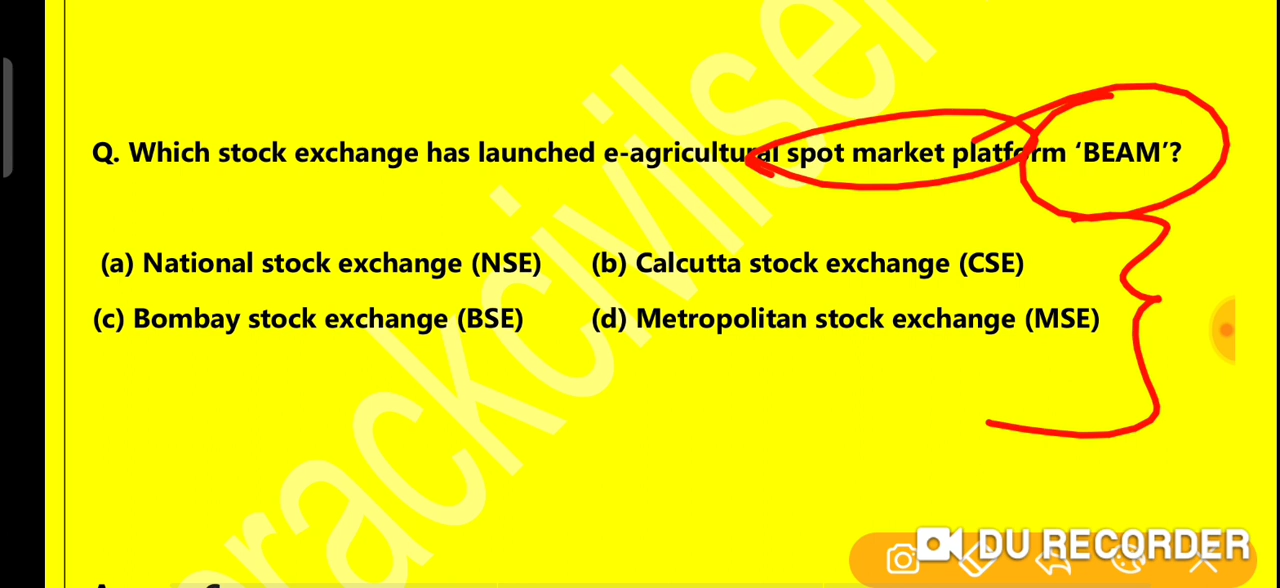 Q. Which stock exchange has launched e-agricultural spot market platform ‘BEAM’?
(a) National stock exchange (NSE) (b) Calcutta stock exchange (CSE)
(c) Bombay stock exchange (BSE) (d) Metropolitan stock exchange (MSE)
DU RECORDER